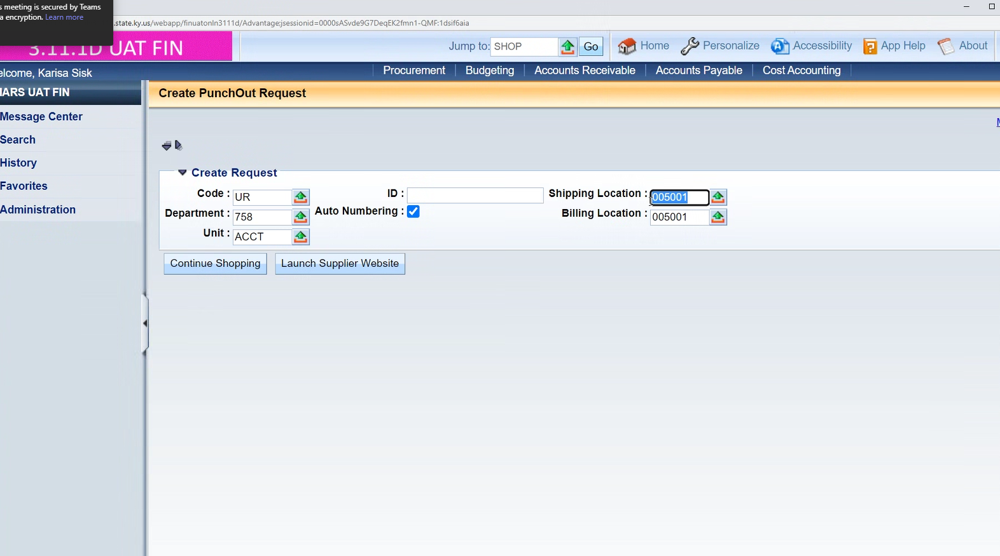 s meeting is secured by Teams
a encryption. Learn more
.state.ky.us/webapp/finuatonln3111d/Advantage;jsessionid=0000sASvde9G7DeqEK2fmn1-QMF:1dsif6aia
3.11.1D UAT FIN
Jump to: SHOP Go Home Personalize Accessibility App Help About
elcome, Karisa Sisk
Procurement Budgeting Accounts Receivable Accounts Payable Cost Accounting
IARS UAT FIN
Create PunchOut Request
Message Center
Search
History
Favorites
Administration
Create Request
Code : UR ID : Shipping Location : 005001
Department : 758 Auto Numbering : Billing Location : 005001
Unit : ACCT
Continue Shopping Launch Supplier Website